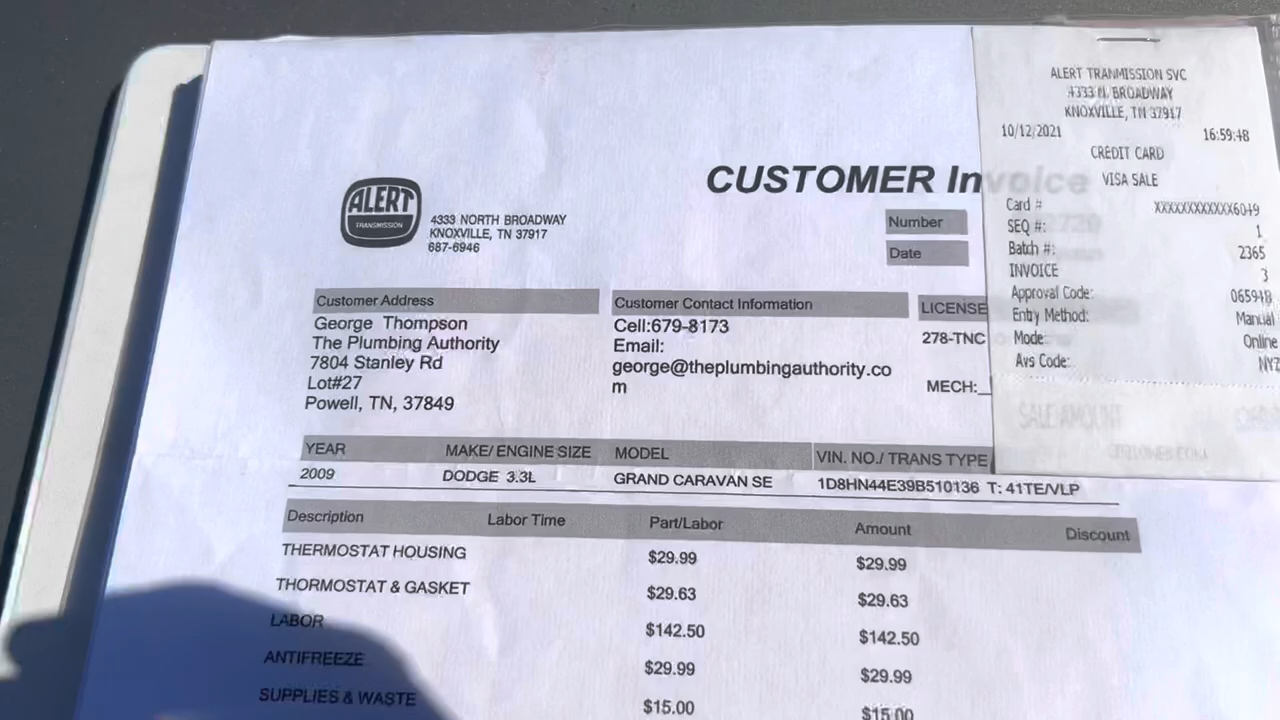 ALERT TRANMISSION SVC
4333 N. BROADWAY
KNOXVILLE, TN 37917
10/12/2021 16:59:48
CREDIT CARD
VISA SALE
Card # XXXXXXXXXXXX6049
SEQ #: 1
Batch #: 2365
INVOICE 3
Approval Code:
Entry Method: Manual
Mode: Online
Avs Code: NYZ
SALE AMOUNT
CUSTOMER COPY
CUSTOMER Invoice
ALERT
TRANSMISSION
4333 NORTH BROADWAY
KNOXVILLE, TN 37917
687-6946
Number
Date
Customer Address
George Thompson
The Plumbing Authority
7804 Stanley Rd
Lot#27
Powell, TN, 37849
Customer Contact Information
Cell:679-8173
Email:
george@theplumbingauthority.co
m
LICENSE
278-TNC
MECH:_
YEAR MAKE/ ENGINE SIZE MODEL VIN. NO./ TRANS TYPE
2009 DODGE 3.3L GRAND CARAVAN SE 1D8HN44E39B510136 T: 41TE/VLP
Description Labor Time Part/Labor Amount Discount
THERMOSTAT HOUSING $29.99 $29.99
THORMOSTAT & GASKET $29.63 $29.63
LABOR $142.50 $142.50
ANTIFREEZE $29.99 $29.99
SUPPLIES & WASTE $15.00 $15.00